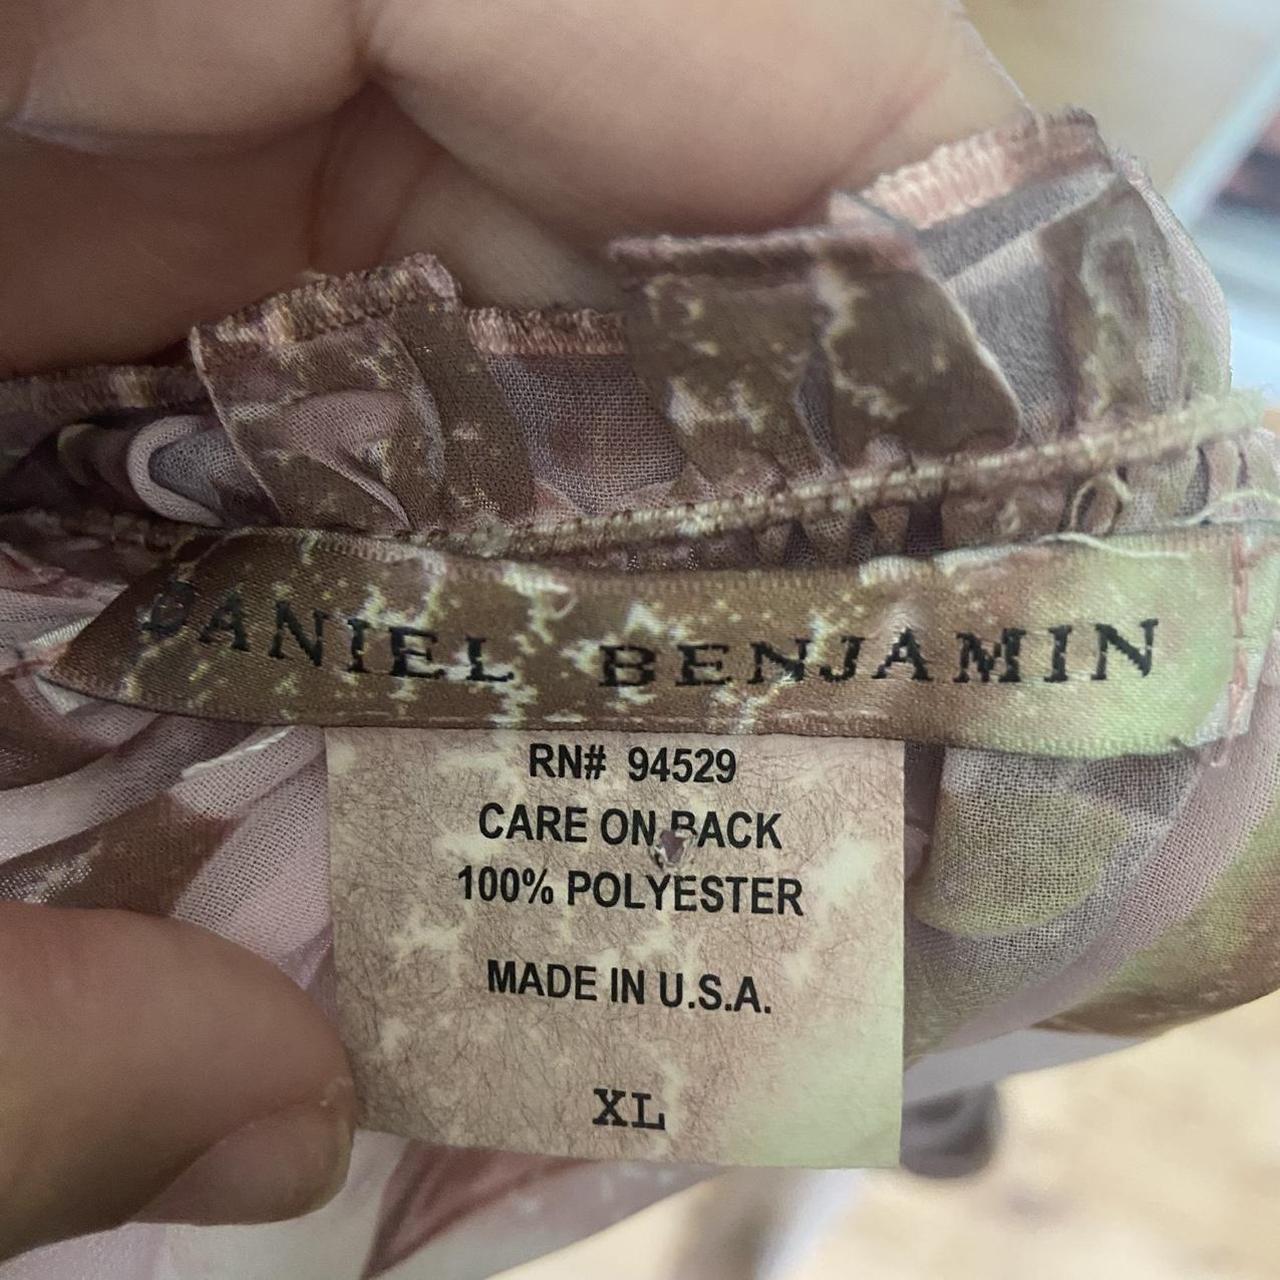 DANIEL BENJAMIN
RN# 94529
CARE ON BACK
100% POLYESTER
MADE IN U.S.A.
XL